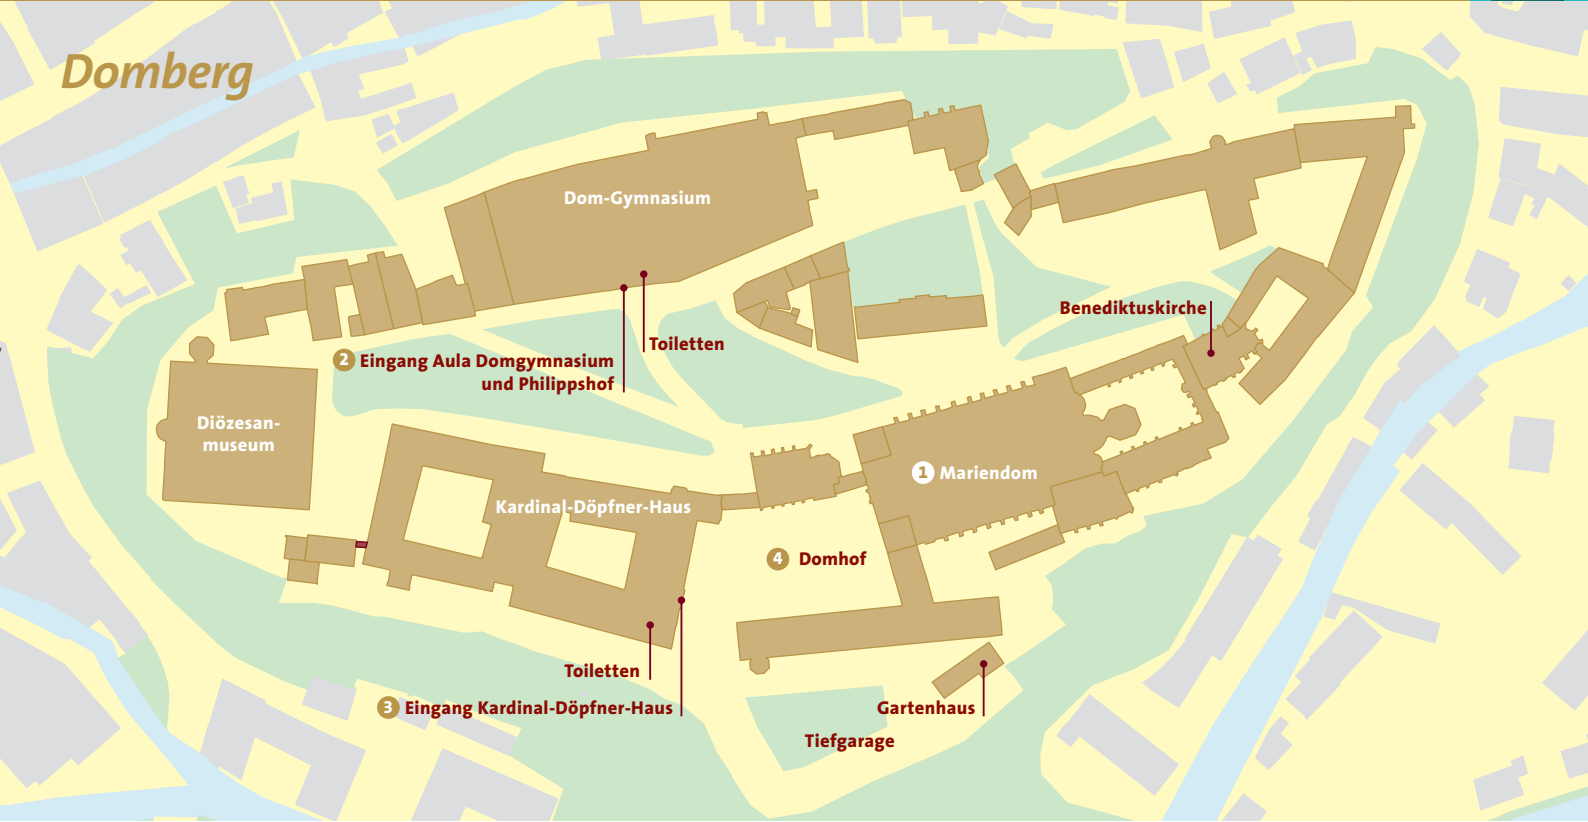 Domberg
Dom-Gymnasium
Benediktuskirche
Toiletten
2 Eingang Aula Domgymnasium
und Philippshof
Diözesan-
museum
1 Mariendom
Kardinal-Döpfner-Haus
4 Domhof
Toiletten
3 Eingang Kardinal-Döpfner-Haus
Gartenhaus
Tiefgarage